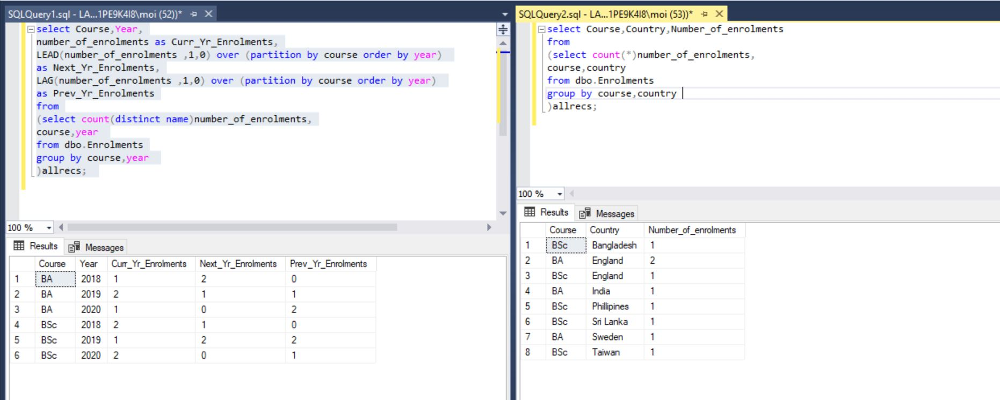 SQLQuery1.sql - LA...1PE9K4I8\moi (52))*
select Course,Year,
number_of_enrolments as Curr_Yr_Enrolments,
LEAD(number_of_enrolments ,1,0) over (partition by course order by year)
as Next_Yr_Enrolments,
LAG(number_of_enrolments ,1,0) over (partition by course order by year)
as Prev_Yr_Enrolments
from
(select count(distinct name)number_of_enrolments,
course,year
from dbo.Enrolments
group by course,year
)allrecs;
100 %
Results Messages
Course Year Curr_Yr_Enrolments Next_Yr_Enrolments Prev_Yr_Enrolments
1 BA 2018 1 2 0
2 BA 2019 2 1 1
3 BA 2020 1 0 2
4 BSc 2018 2 1 0
5 BSc 2019 1 2 2
6 BSc 2020 2 0 1
SQLQuery2.sql - LA...1PE9K4I8\moi (53))*
select Course,Country,Number_of_enrolments
from
(select count(*)number_of_enrolments,
course,country
from dbo.Enrolments
group by course,country
)allrecs;
100 %
Results Messages
Course Country Number_of_enrolments
1 BSc Bangladesh 1
2 BA England 2
3 BSc England 1
4 BA India 1
5 BSc Phillipines 1
6 BSc Sri Lanka 1
7 BA Sweden 1
8 BSc Taiwan 1